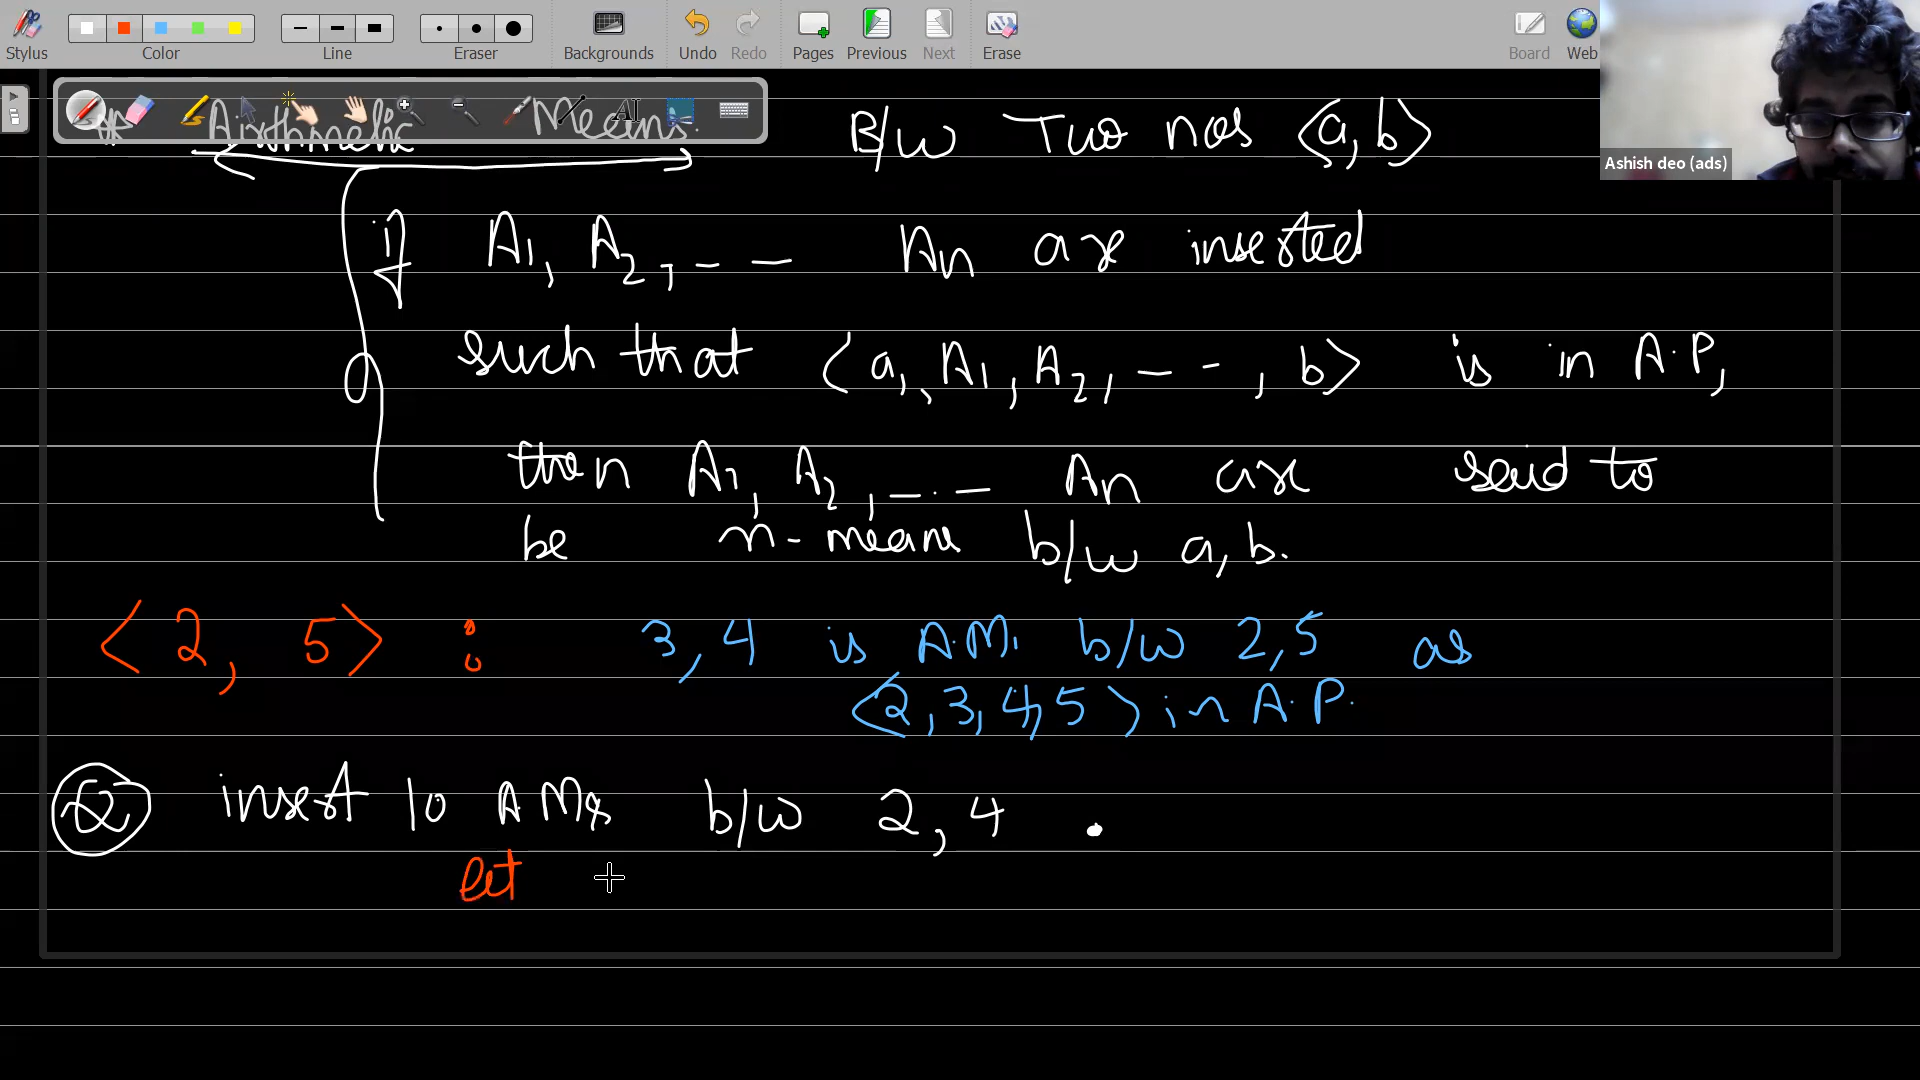 Stylus Color Line Eraser Backgrounds Undo Redo Pages Previous Next Erase Board Web
Ashish deo (ads)
Airthmetic Means B/W Two nos <a, b>
if A1, A2, -- An are inserted
such that <a, A1, A2, --, b> is in A.P,
then A1, A2, -.- An are said to
be n-means b/w a, b.
<2, 5> : 3, 4 is A.M. b/w 2,5 as
<2, 3, 4, 5> in A.P.
Q insert 10 AMs b/w 2, 4 .
let